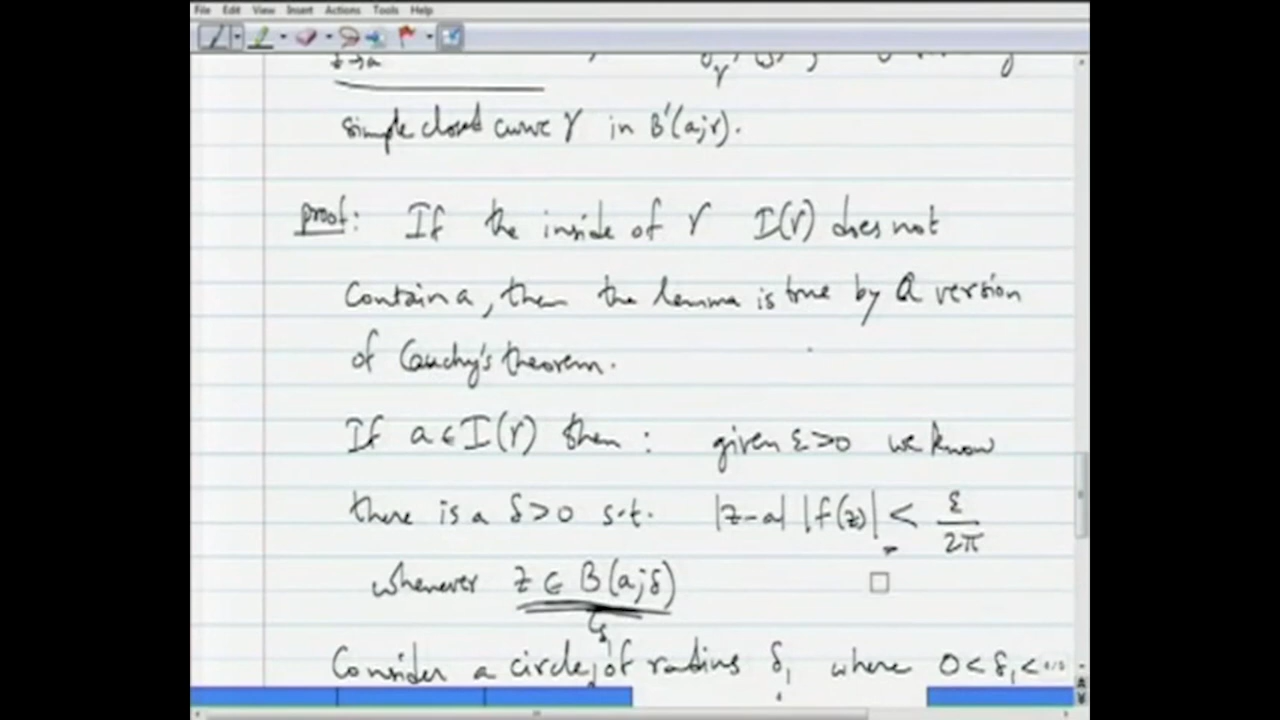 File Edit View Insert Actions Tools Help
z→a
simple closed curve γ in B'(a;r).
proof: If the inside of γ I(γ) does not
contain a, then the lemma is true by a version
of Cauchy's theorem.
If a∈I(γ) then: given ε>0 we know
there is a δ>0 s.t. |z-a| |f(z)| < ε/2π
whenever z ∈ B(a;δ)
Consider a circle of radius δ₁ where 0<δ₁<